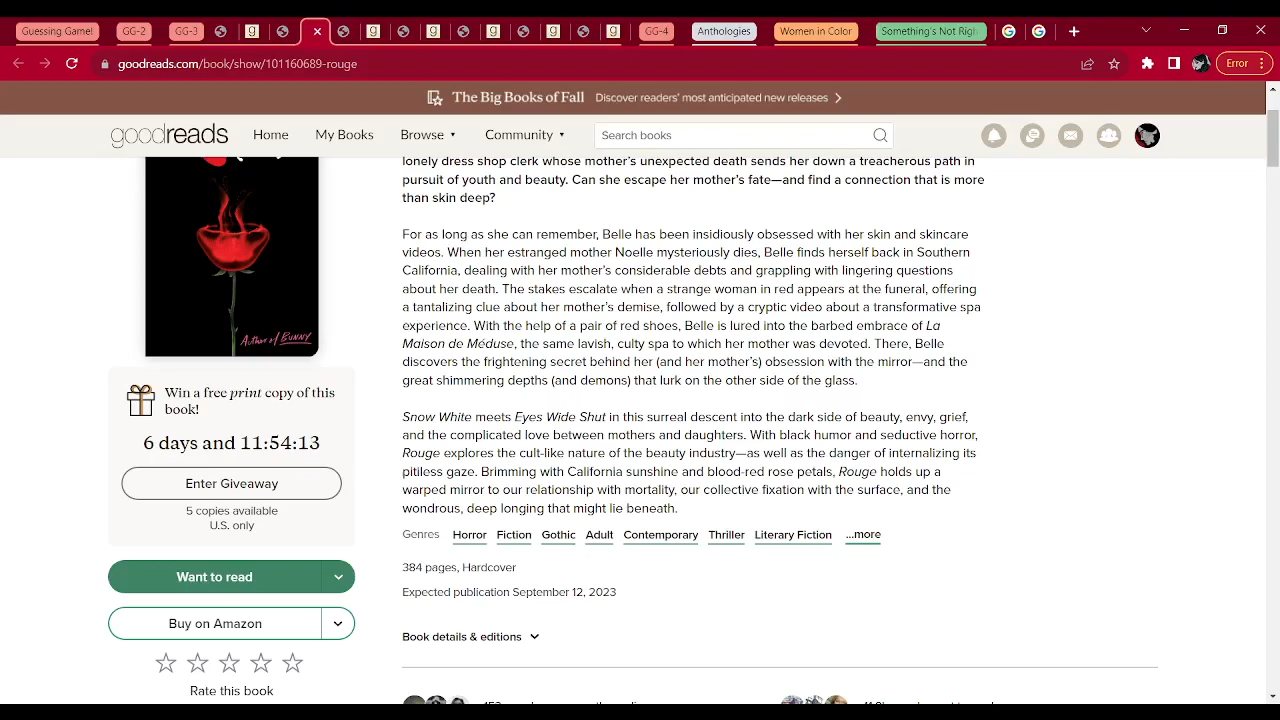 Guessing Game!
GG-2
GG-3
GG-4
Anthologies
Women in Color
Something's Not Righ
goodreads.com/book/show/101160689-rouge
Error
The Big Books of Fall Discover readers' most anticipated new releases
goodreads
Home
My Books
Browse
Community
Search books
lonely dress shop clerk whose mother's unexpected death sends her down a treacherous path in
pursuit of youth and beauty. Can she escape her mother's fate—and find a connection that is more
than skin deep?
For as long as she can remember, Belle has been insidiously obsessed with her skin and skincare
videos. When her estranged mother Noelle mysteriously dies, Belle finds herself back in Southern
California, dealing with her mother's considerable debts and grappling with lingering questions
about her death. The stakes escalate when a strange woman in red appears at the funeral, offering
a tantalizing clue about her mother's demise, followed by a cryptic video about a transformative spa
experience. With the help of a pair of red shoes, Belle is lured into the barbed embrace of La
Maison de Méduse, the same lavish, culty spa to which her mother was devoted. There, Belle
discovers the frightening secret behind her (and her mother's) obsession with the mirror—and the
great shimmering depths (and demons) that lurk on the other side of the glass.
Snow White meets Eyes Wide Shut in this surreal descent into the dark side of beauty, envy, grief,
and the complicated love between mothers and daughters. With black humor and seductive horror,
Rouge explores the cult-like nature of the beauty industry—as well as the danger of internalizing its
pitiless gaze. Brimming with California sunshine and blood-red rose petals, Rouge holds up a
warped mirror to our relationship with mortality, our collective fixation with the surface, and the
wondrous, deep longing that might lie beneath.
Genres Horror Fiction Gothic Adult Contemporary Thriller Literary Fiction ...more
384 pages, Hardcover
Expected publication September 12, 2023
Book details & editions
Author of BUNNY
Win a free print copy of this
book!
6 days and 11:54:13
Enter Giveaway
5 copies available
U.S. only
Want to read
Buy on Amazon
Rate this book